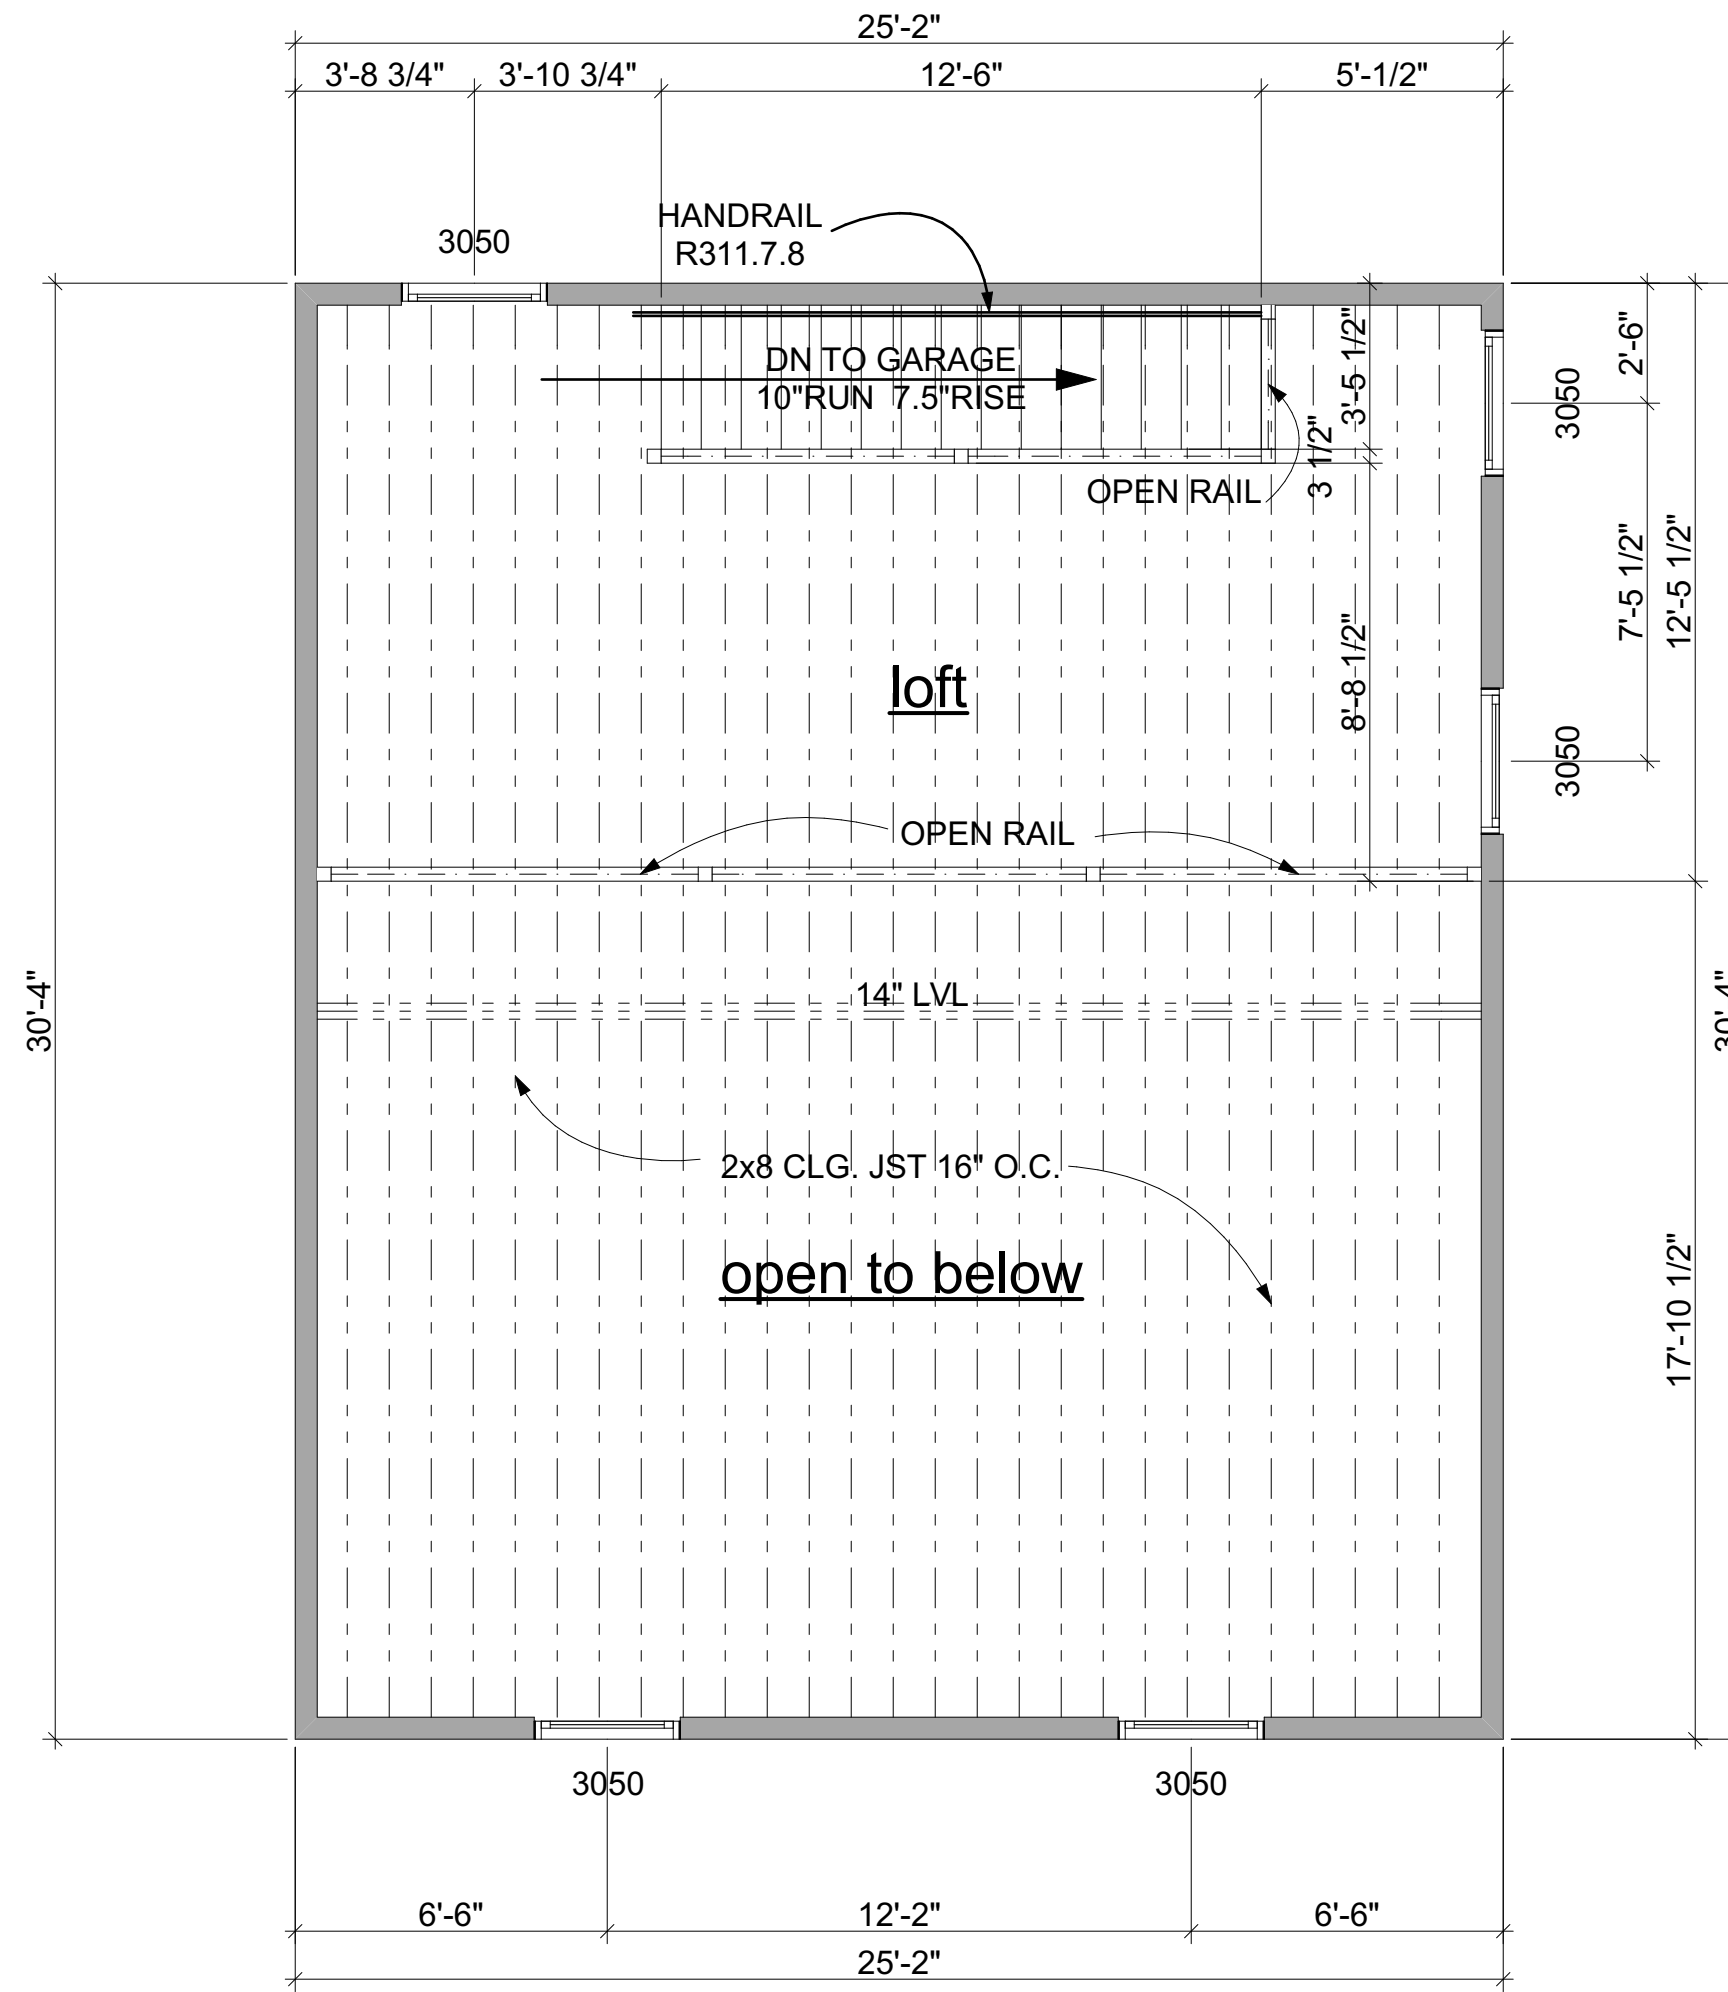 25'-2"
3'-8 3/4"
3'-10 3/4"
12'-6"
5'-1/2"
HANDRAIL
R311.7.8
3050
DN TO GARAGE
10"RUN 7.5"RISE
3'-5 1/2"
2'-6"
3050
3 1/2"
OPEN RAIL
7'-5 1/2"
12'-5 1/2"
8'-8 1/2"
loft
3050
OPEN RAIL
14" LVL
30'-4"
30'-4"
2x8 CLG. JST 16" O.C.
open to below
17'-10 1/2"
3050
3050
6'-6"
12'-2"
6'-6"
25'-2"